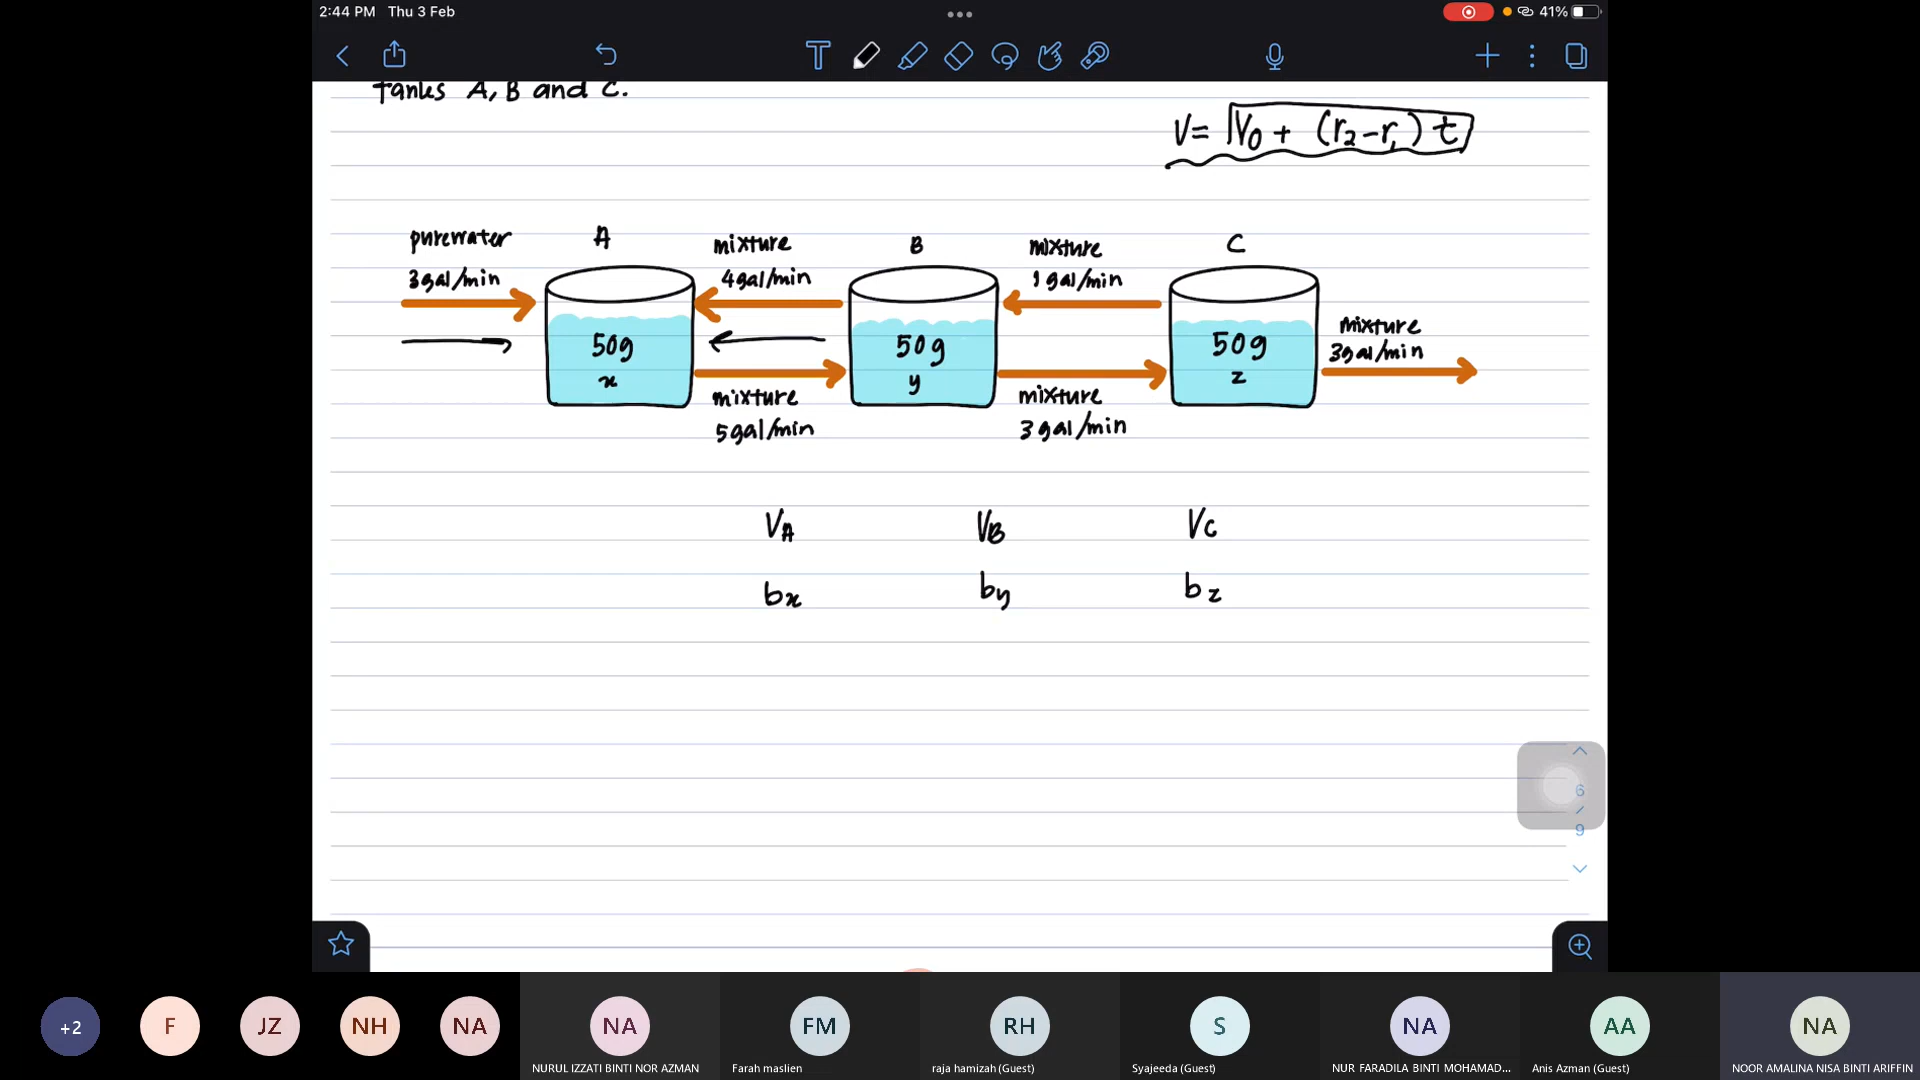 2:44 PM Thu 3 Feb
41%
Tanks A, B and C.
V= V0 + (r2-r1) t
purewater
3gal/min
A
mixture
4gal/min
B
mixture
1gal/min
C
50g
x
50g
y
50g
z
mixture
3gal/min
mixture
5gal/min
mixture
3gal/min
VA VB VC
bx by bz
6
/
9
+2
F
JZ
NH
NA
NA
NURUL IZZATI BINTI NOR AZMAN
FM
Farah maslien
RH
raja hamizah (Guest)
S
Syajeeda (Guest)
NA
NUR FARADILA BINTI MOHAMAD...
AA
Anis Azman (Guest)
NA
NOOR AMALINA NISA BINTI ARIFFIN